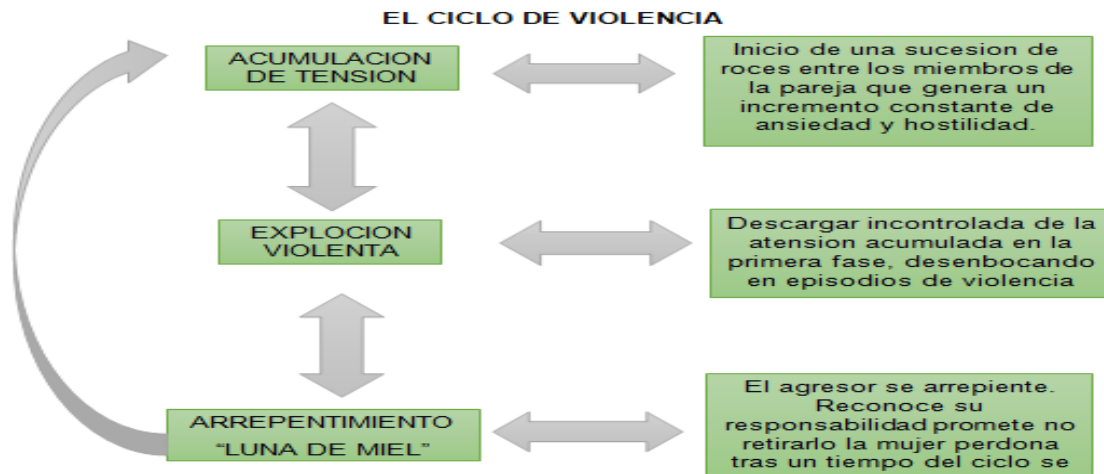 EL CICLO DE VIOLENCIA
ACUMULACION
DE TENSION
Inicio de una sucesion de
roces entre los miembros de
la pareja que genera un
incremento constante de
ansiedad y hostilidad.
EXPLOCION
VIOLENTA
Descargar incontrolada de la
atension acumulada en la
primera fase, desenbocando
en episodios de violencia
ARREPENTIMIENTO
“LUNA DE MIEL”
El agresor se arrepiente.
Reconoce su
responsabilidad promete no
retirarlo la mujer perdona
tras un tiempo del ciclo se